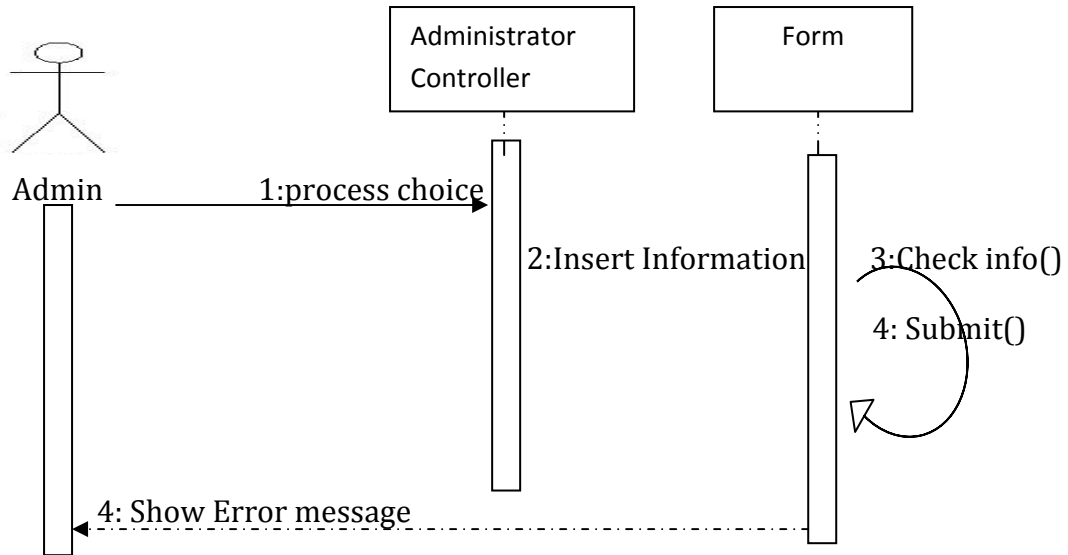 Administrator
Controller
Form
Admin
1:process choice
2:Insert Information
3:Check info()
4: Submit()
4: Show Error message